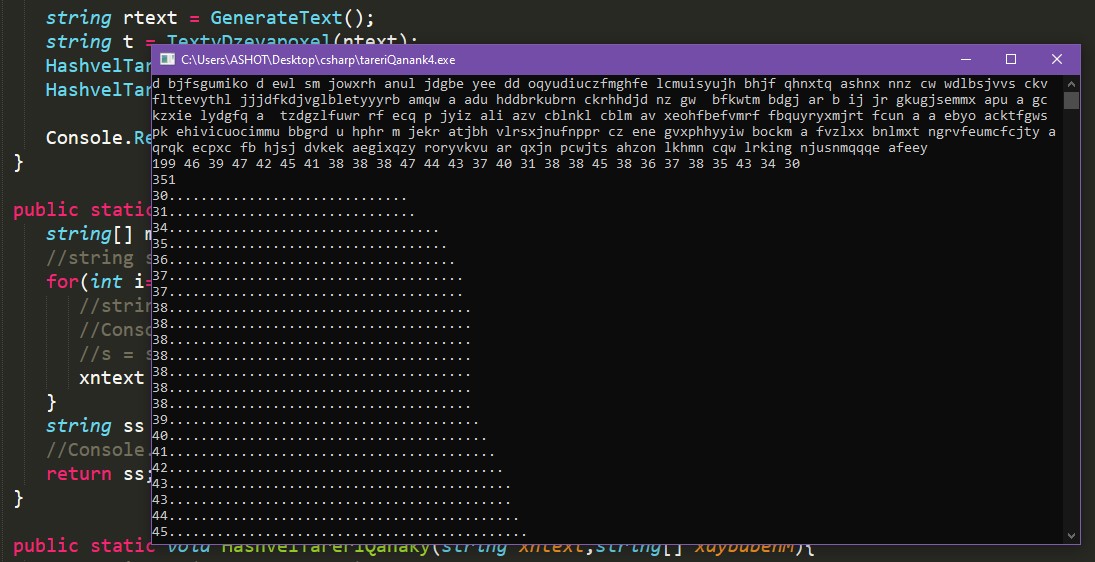 string rtext = GenerateText();
string t = TextyDzevapoxel(ntext);
HashvelTar
HashvelTar
Console.Re
}
public static
string[] m
//string s
for(int i=
//strin
//Conso
//s = s
xntext
}
string ss
//Console.
return ss;
}
public static void HashvelTareriQanaky(string xntext,string[]
C:\Users\ASHOT\Desktop\csharp\tareriQanank4.exe
d bjfsgumiko d ewl sm jowxrh anul jdgbe yee dd oqyudiuczfmghfe lcmuisyujh bhjf qhnxtq ashnx nnz cw wdlbsjvvs ckv
flttevythl jjjdfkdjvglbletyyyrb amqw a adu hddbrkubrn ckrhhdjd nz gw  bfkwtm bdgj ar b ij jr gkugjsemmx apu a gc
kzxie lydgfq a  tzdgzlfuwr rf ecq p jyiz ali azv cblnkl cblm av xeohfbefvmrf fbquyryxmjrt fcun a a ebyo acktfgws
pk ehivicuocimmu bbgrd u hphr m jekr atjbh vlrsxjnufnppr cz ene gvxphhyyiw bockm a fvzlxx bnlmxt ngrvfeumcfcjty a
qrqk ecpxc fb hjsj dvkek aegixqzy roryvkvu ar qxjn pcwjts ahzon lkhmn cqw lrking njusnmqqqe afeey
199 46 39 47 42 45 41 38 38 38 47 44 43 37 40 31 38 38 45 38 36 37 38 35 43 34 30
351
30..............................
31...............................
34..................................
35...................................
36....................................
37.....................................
37.....................................
38......................................
38......................................
38......................................
38......................................
38......................................
38......................................
38......................................
39.......................................
40........................................
41.........................................
42..........................................
43...........................................
43...........................................
44............................................
45.............................................